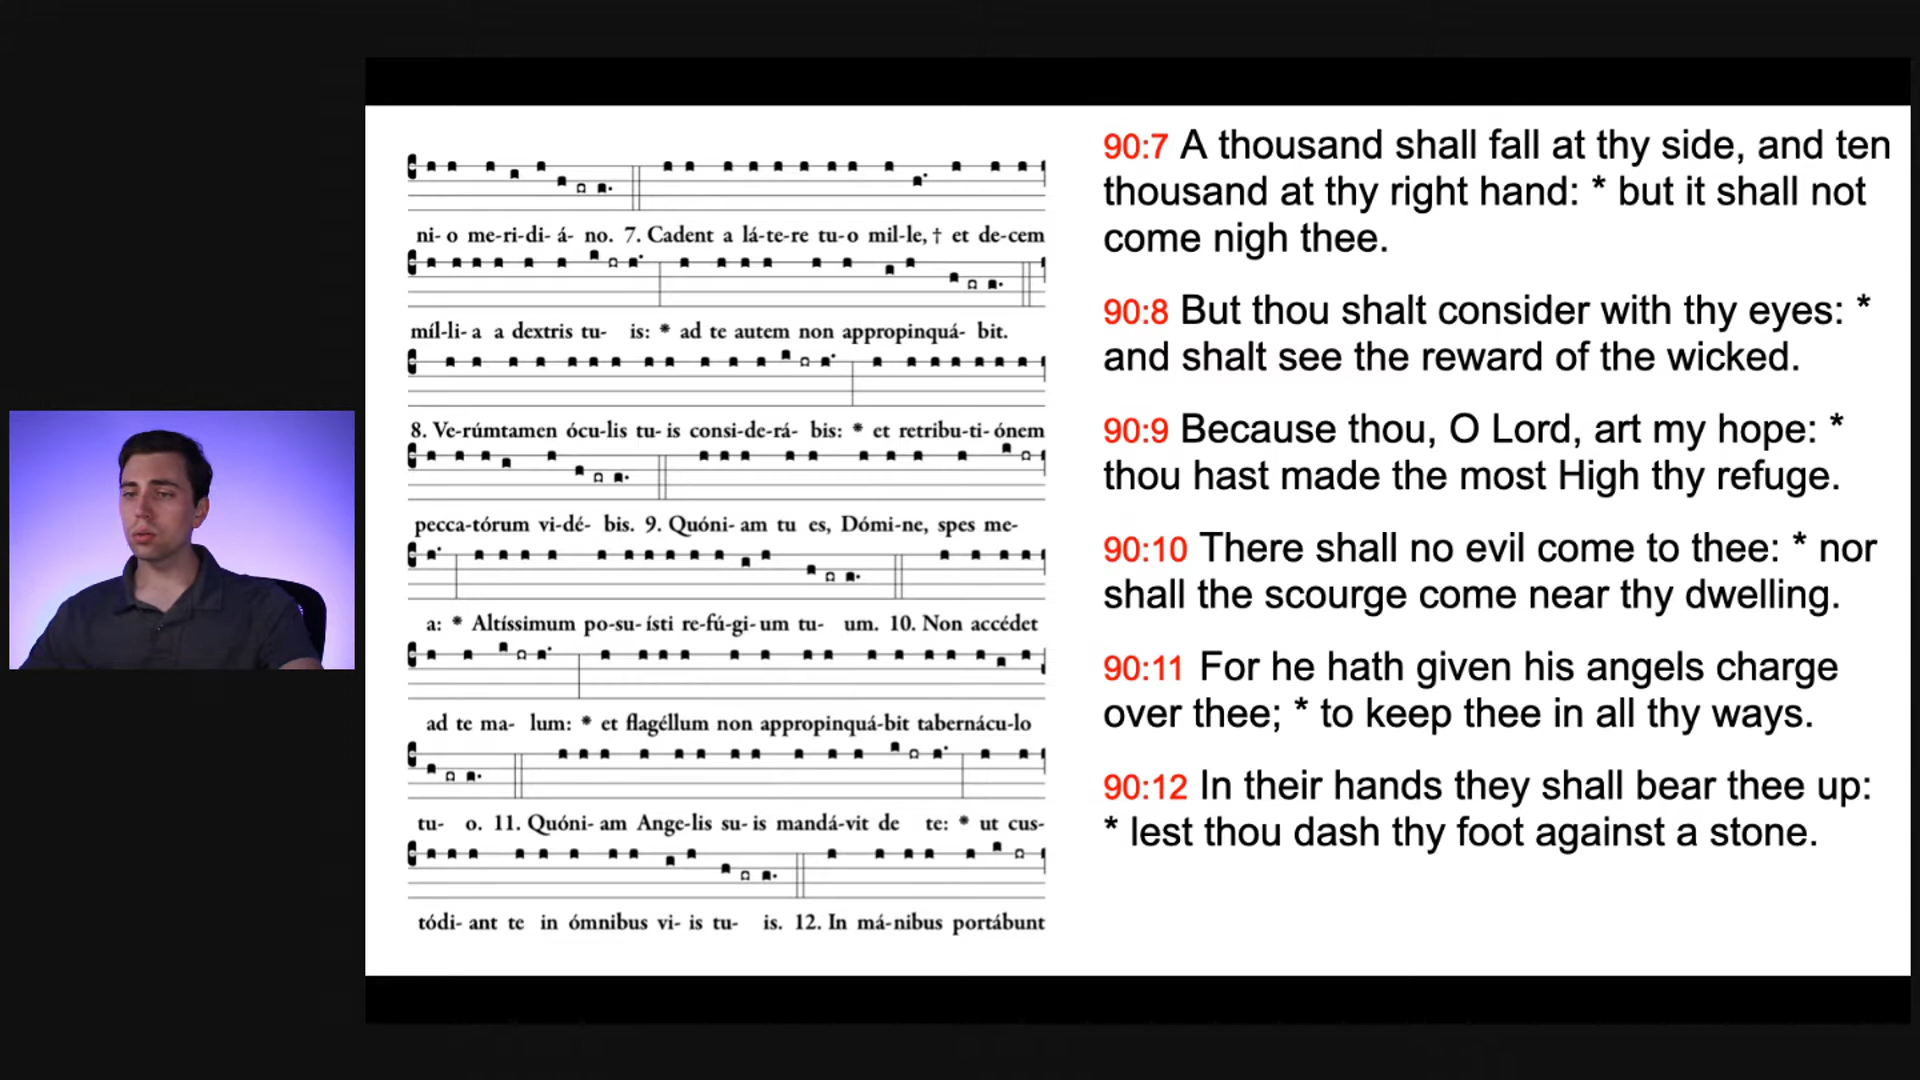 ni- o me-ri-di- á- no. 7. Cadent a lá-te-re tu-o mil-le, † et de-cem
míl-li- a a dextris tu- is: * ad te autem non appropinquá- bit.
8. Ve-rúmtamen ócu-lis tu- is consi-de-rá- bis: * et retribu-ti- ónem
pecca-tórum vi-dé- bis. 9. Quóni- am tu es, Dómi-ne, spes me-
a: * Altíssimum po-su- ísti re-fú-gi- um tu- um. 10. Non accédet
ad te ma- lum: * et flagéllum non appropinquá-bit tabernácu-lo
tu- o. 11. Quóni- am Ange-lis su- is mandá-vit de te: * ut cus-
tódi- ant te in ómnibus vi- is tu- is. 12. In má-nibus portábunt
90:7 A thousand shall fall at thy side, and ten
thousand at thy right hand: * but it shall not
come nigh thee.
90:8 But thou shalt consider with thy eyes: *
and shalt see the reward of the wicked.
90:9 Because thou, O Lord, art my hope: *
thou hast made the most High thy refuge.
90:10 There shall no evil come to thee: * nor
shall the scourge come near thy dwelling.
90:11 For he hath given his angels charge
over thee; * to keep thee in all thy ways.
90:12 In their hands they shall bear thee up:
* lest thou dash thy foot against a stone.